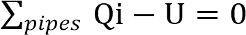 ∑pipes Qi − U = 0